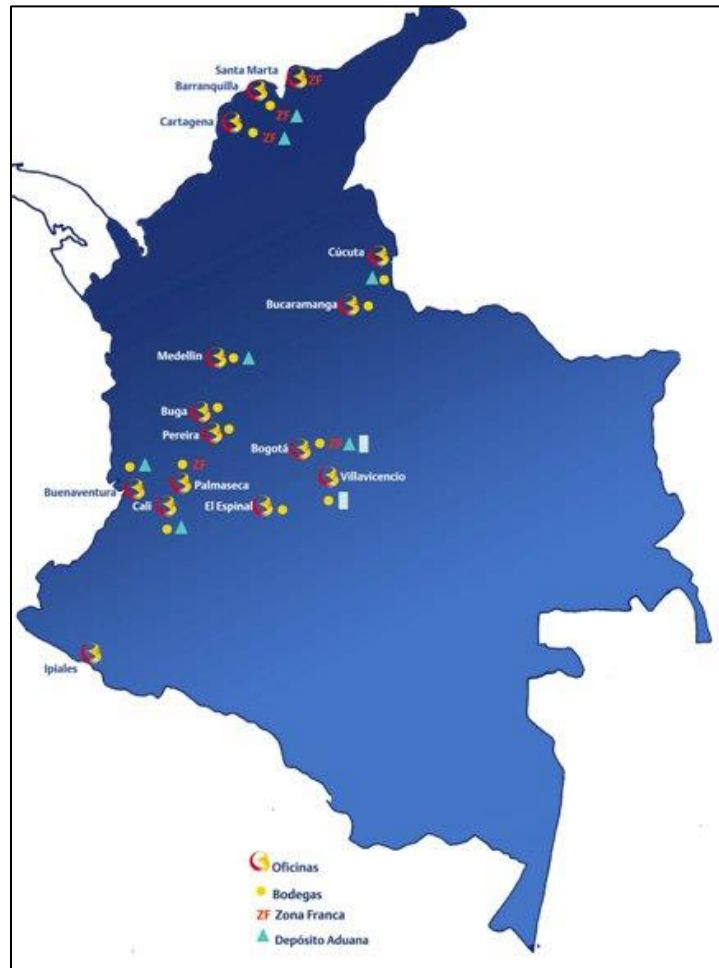 Santa Marta
ZF
Barranquilla
ZF
Cartagena
ZF
Cúcuta
Bucaramanga
Medellin
Buga
Pereira
Bogotá
ZF
ZF
Villavicencio
Palmaseca
Buenaventura
Cali
El Espinal
Ipiales
Oficinas
Bodegas
ZF Zona Franca
Depósito Aduana